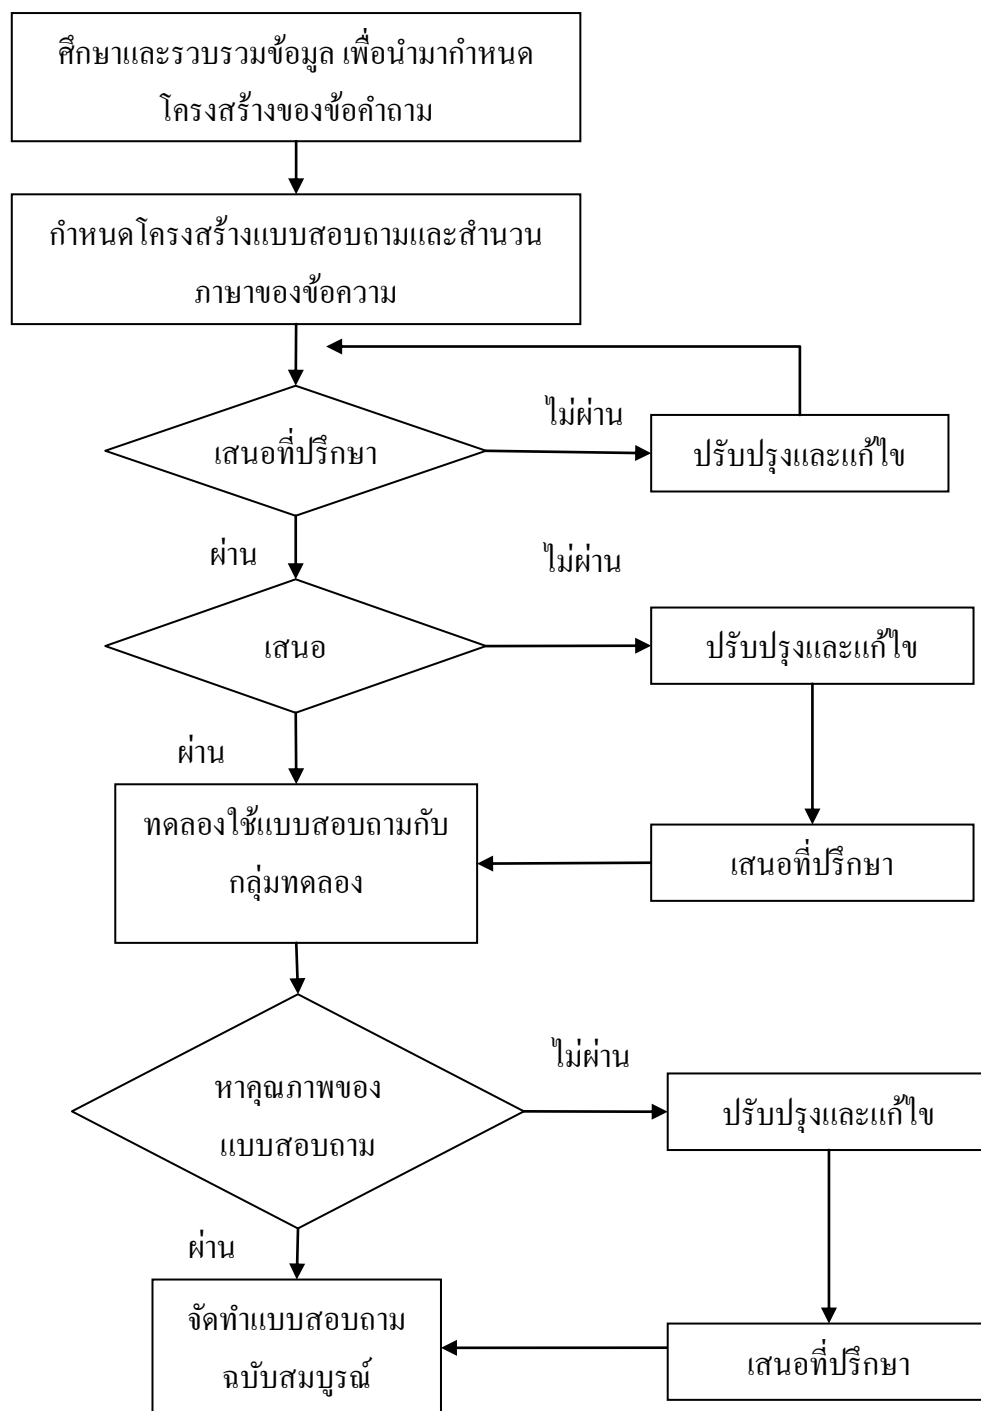 ศึกษาและรวบรวมข้อมูล เพื่อนำมากำหนด
โครงสร้างของข้อคำถาม
กำหนดโครงสร้างแบบสอบถามและสำนวน
ภาษาของข้อความ
ไม่ผ่าน
เสนอที่ปรึกษา
ปรับปรุงและแก้ไข
ผ่าน
ไม่ผ่าน
เสนอ
ปรับปรุงและแก้ไข
ผ่าน
ทดลองใช้แบบสอบถามกับ
กลุ่มทดลอง
เสนอที่ปรึกษา
ไม่ผ่าน
หาคุณภาพของ
แบบสอบถาม
ปรับปรุงและแก้ไข
ผ่าน
จัดทำแบบสอบถาม
ฉบับสมบูรณ์
เสนอที่ปรึกษา